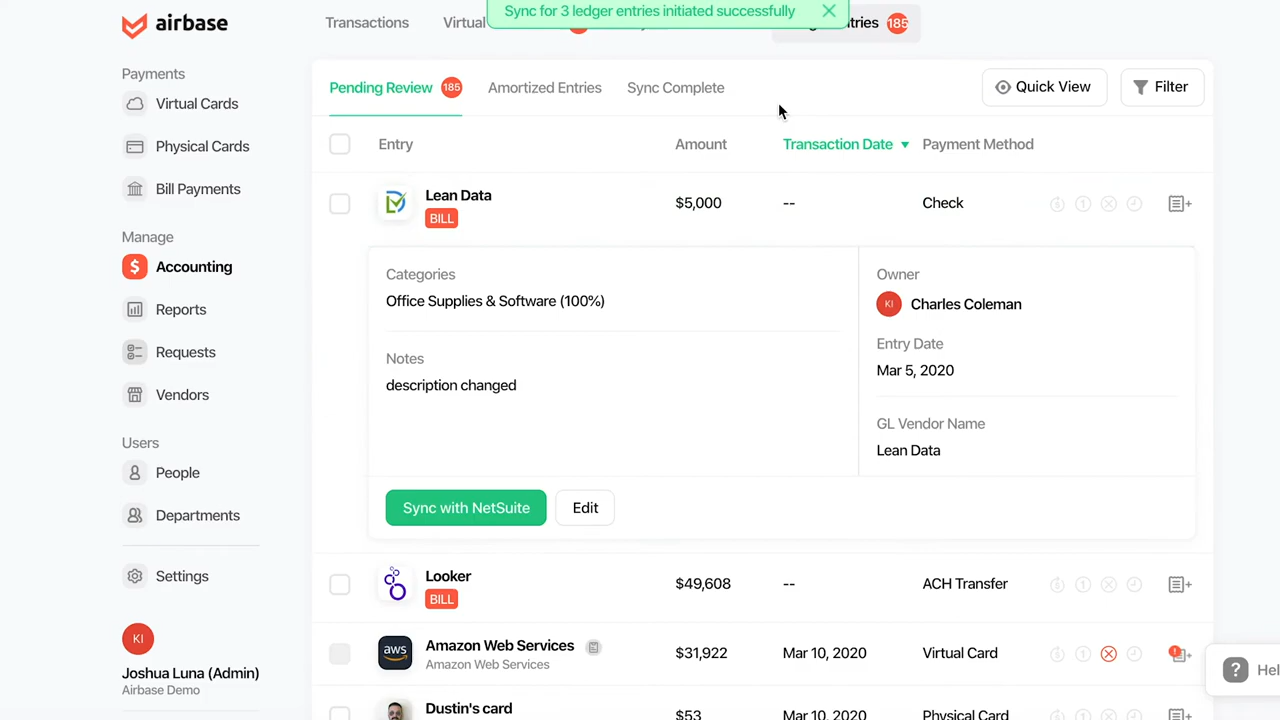 Sync for 3 ledger entries initiated successfully
airbase
Transactions
Virtual
tries 185
Payments
Virtual Cards
Physical Cards
Bill Payments
Manage
$ Accounting
Reports
Requests
Vendors
Users
People
Departments
Settings
KI
Joshua Luna (Admin)
Airbase Demo
Pending Review 185
Amortized Entries
Sync Complete
Quick View
Filter
Entry
Amount
Transaction Date
Payment Method
Lean Data
BILL
$5,000
--
Check
Categories
Office Supplies & Software (100%)
Notes
description changed
Owner
KI Charles Coleman
Entry Date
Mar 5, 2020
GL Vendor Name
Lean Data
Sync with NetSuite
Edit
Looker
BILL
$49,608
--
ACH Transfer
aws
Amazon Web Services
Amazon Web Services
$31,922
Mar 10, 2020
Virtual Card
Dustin's card
$53
Mar 10, 2020
Physical Card
? Hel